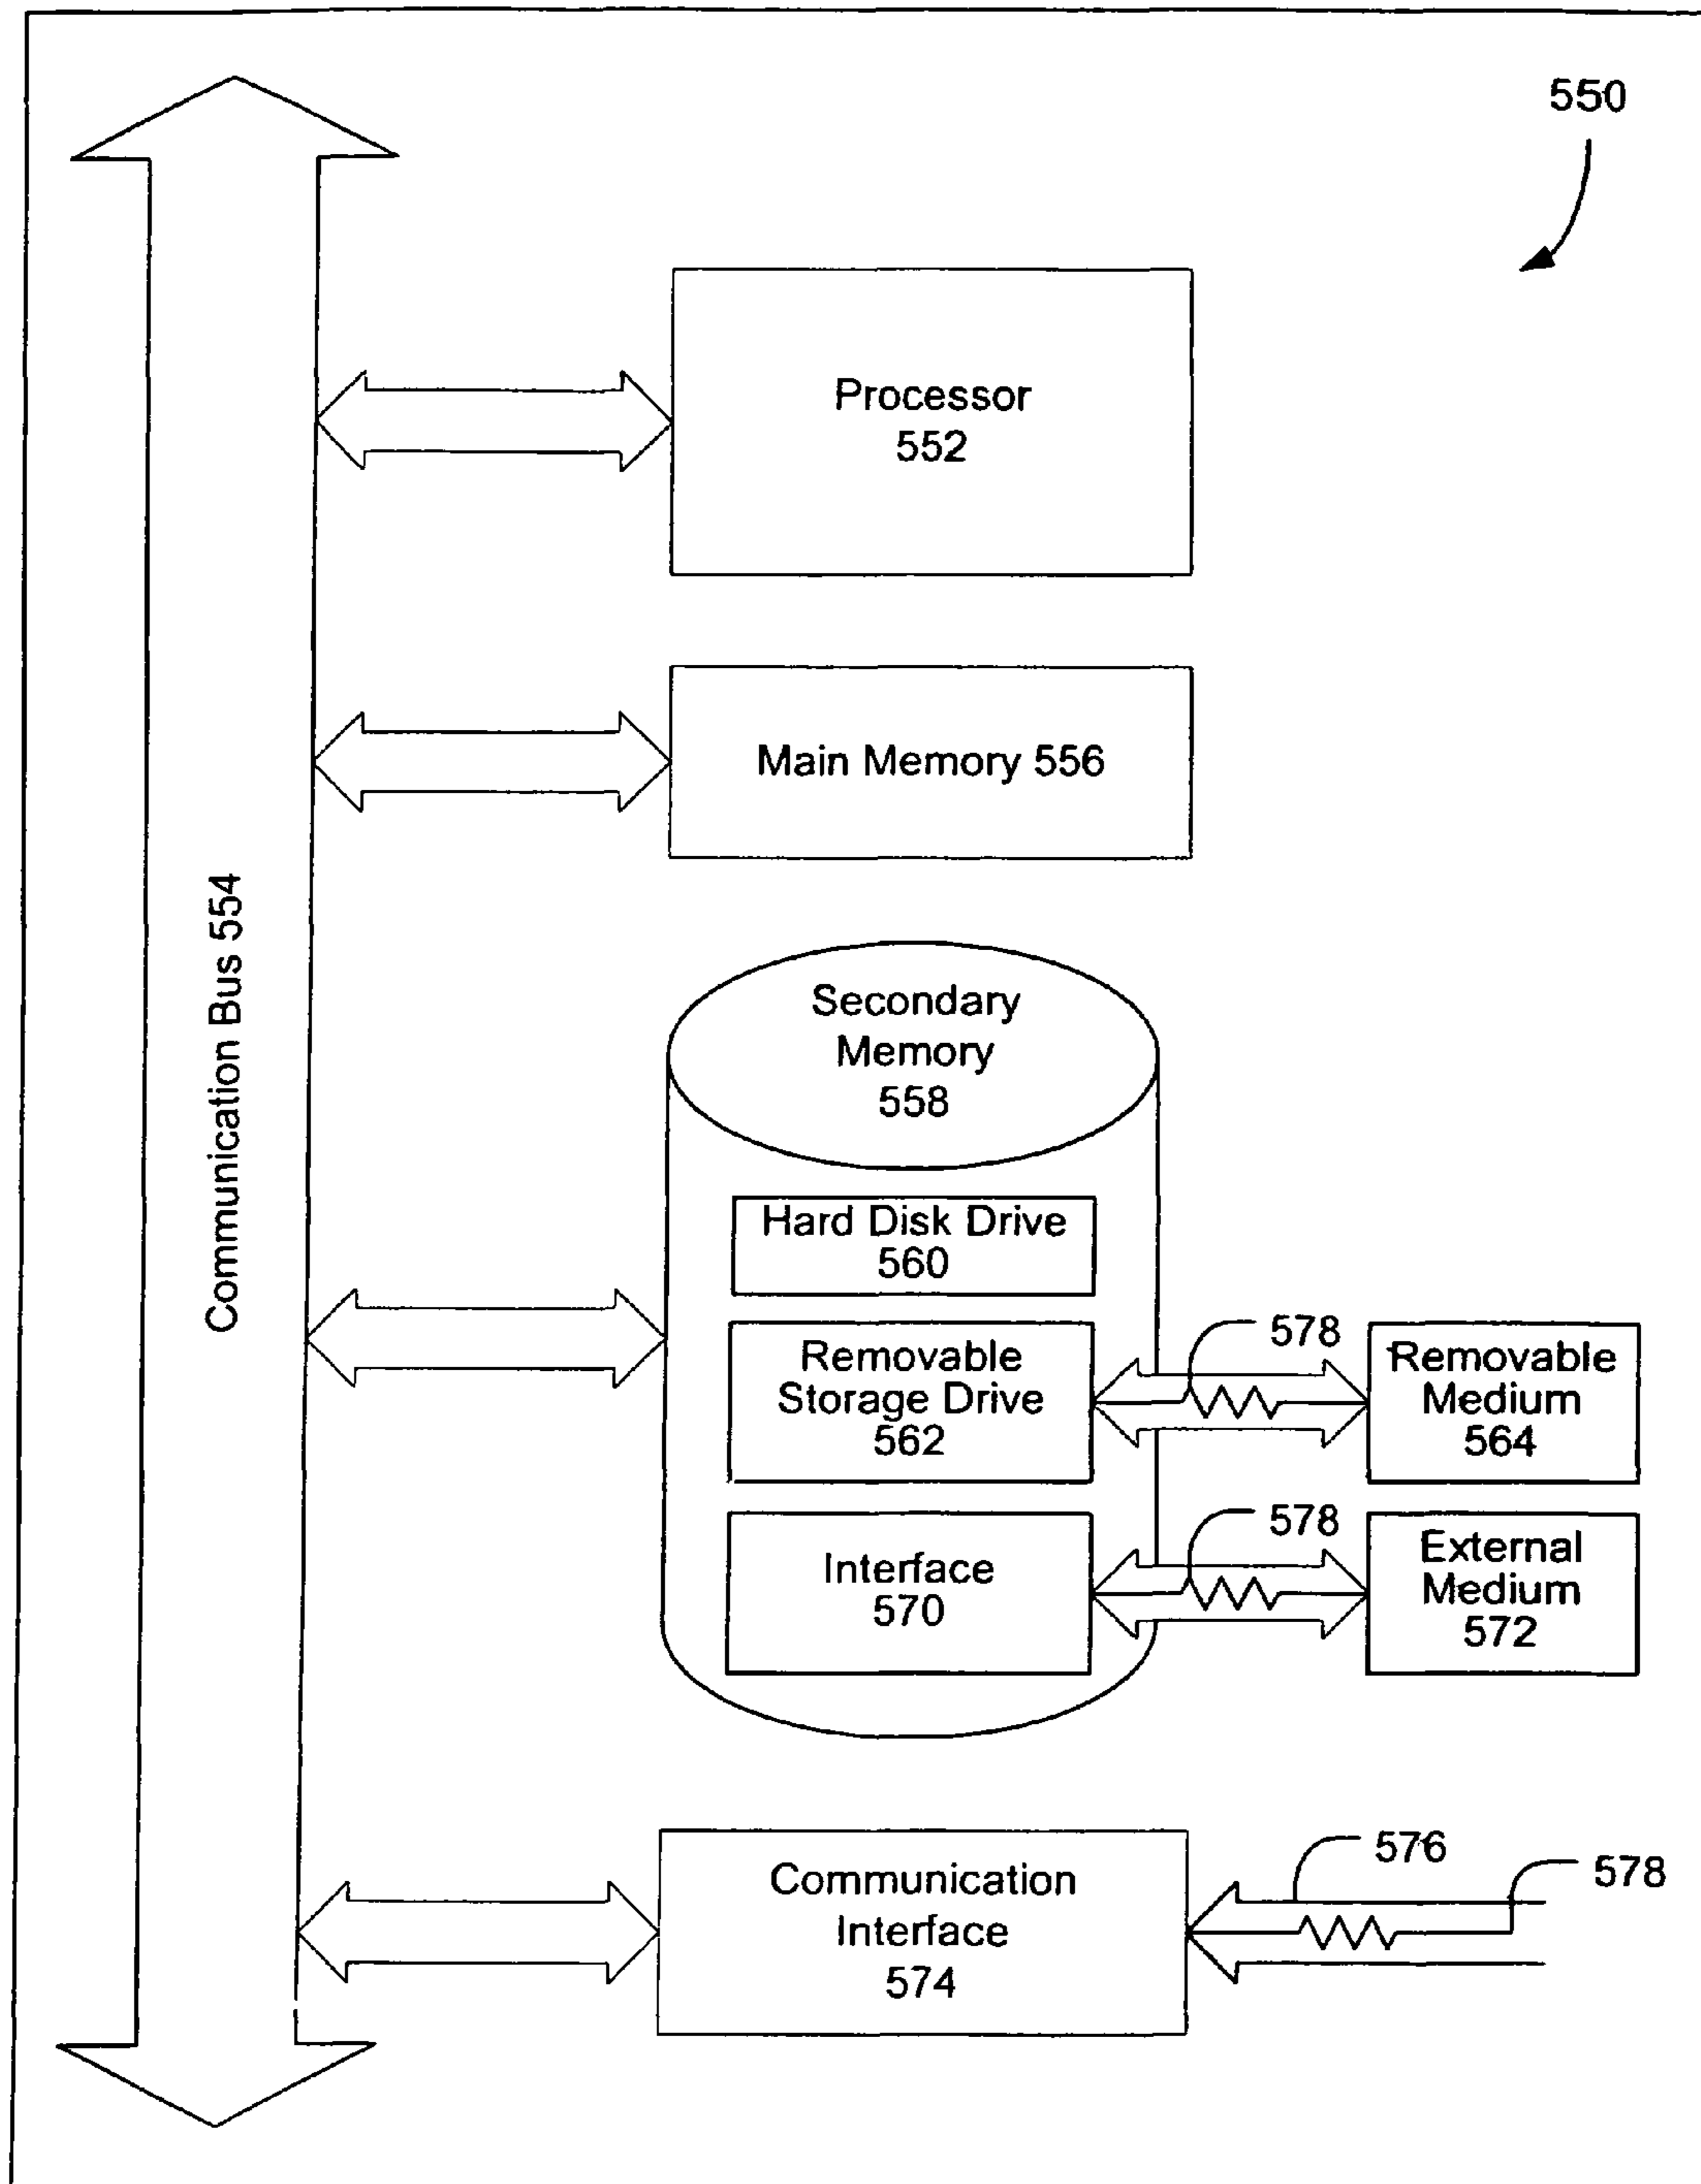 550
Processor
552
Main Memory 556
Communication Bus 554
Secondary
Memory
558
Hard Disk Drive
560
Removable
Storage Drive
562
578
Removable
Medium
564
Interface
570
578
External
Medium
572
Communication
Interface
574
576
578